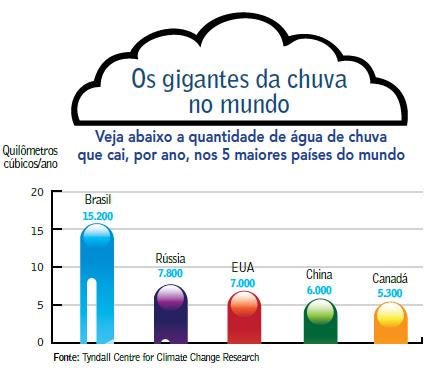 Os gigantes da chuva
no mundo
Veja abaixo a quantidade de água de chuva
que cai, por ano, nos 5 maiores países do mundo
Quilômetros
cúbicos/ano
20
15
10
5
0
Brasil
15.200
Rússia
7.800
EUA
7.000
China
6.000
Canadá
5.300
Fonte: Tyndall Centre for Climate Change Research